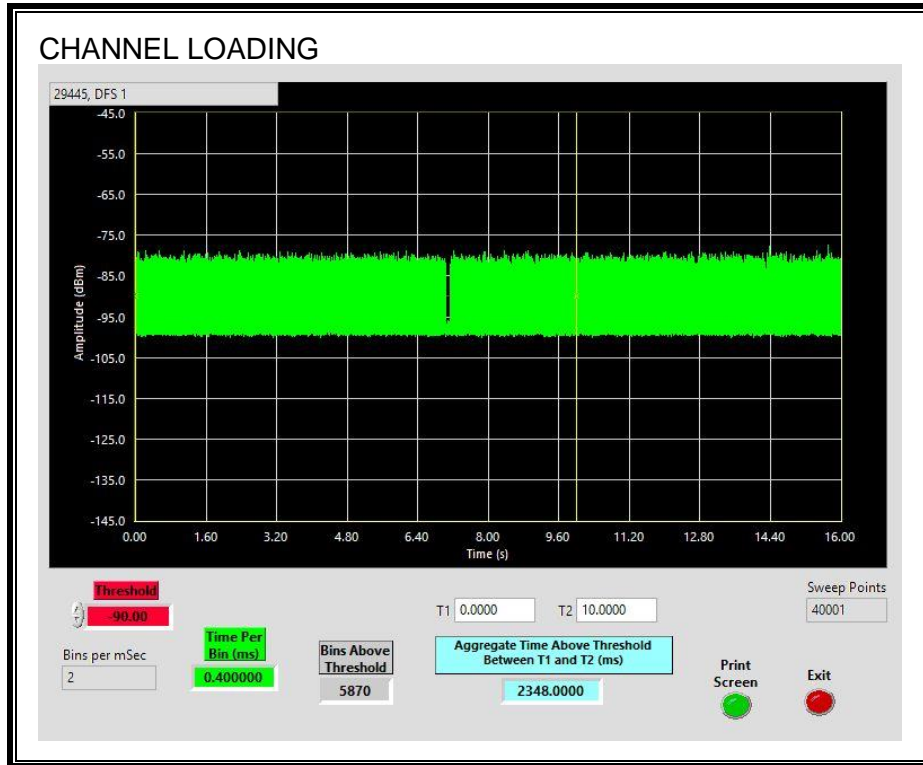 CHANNEL LOADING
29445, DFS 1
-45.0
-55.0
-65.0
-75.0
-85.0
-95.0
-105.0
-115.0
-125.0
-135.0
-145.0
Amplitude (dBm)
0.00 1.60 3.20 4.80 6.40 8.00 9.60 11.20 12.80 14.40 16.00
Time (s)
Threshold
-90.00
Bins per mSec
2
Time Per
Bin (ms)
0.400000
Bins Above
Threshold
5870
T1 0.0000 T2 10.0000
Aggregate Time Above Threshold
Between T1 and T2 (ms)
2348.0000
Sweep Points
40001
Print
Screen
Exit